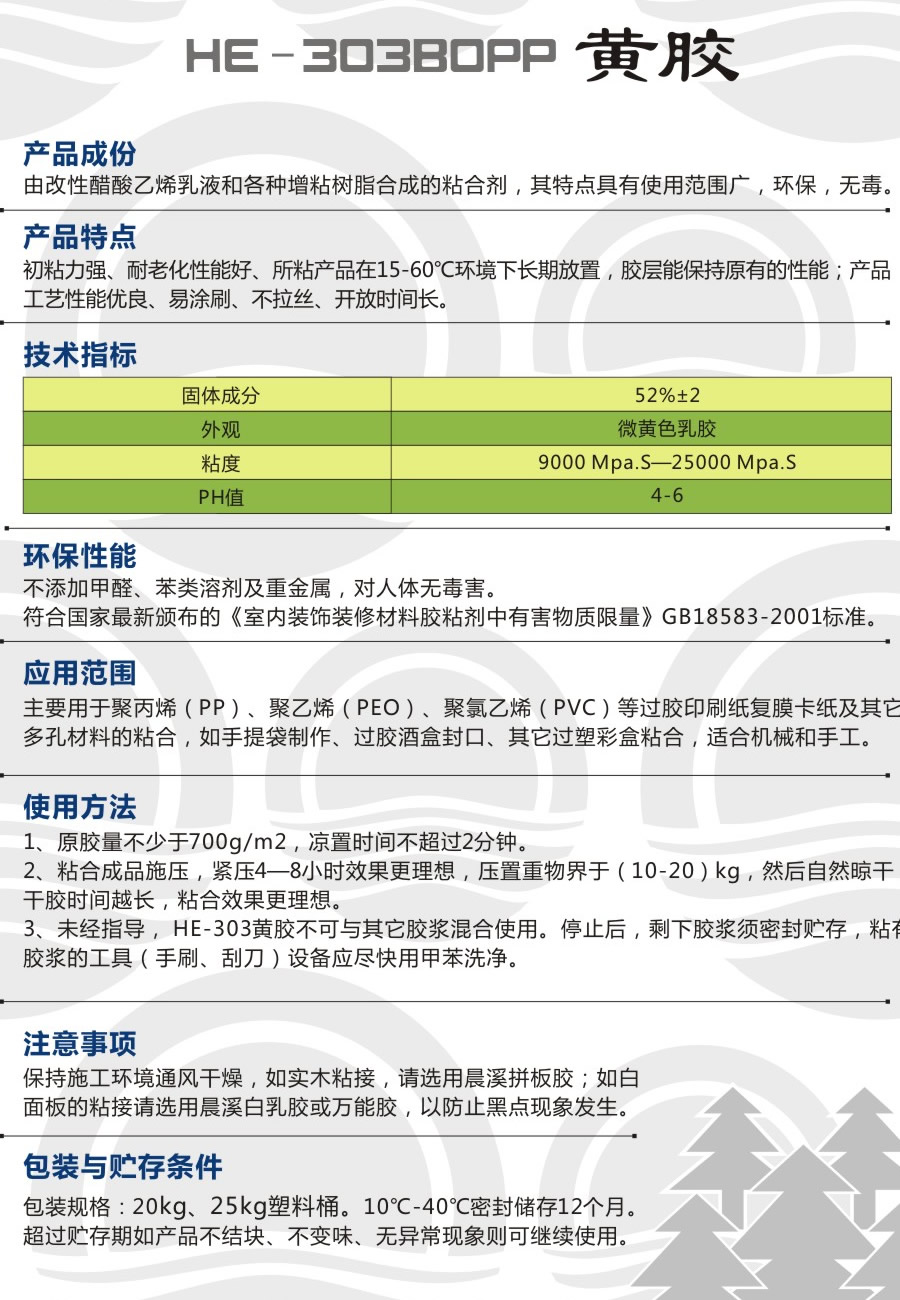 HE-303BOPP 黄胶
产品成份
由改性醋酸乙烯乳液和各种增粘树脂合成的粘合剂，其特点具有使用范围广，环保，无毒。
产品特点
初粘力强、耐老化性能好、所粘产品在15-60℃环境下长期放置，胶层能保持原有的性能；产品
工艺性能优良、易涂刷、不拉丝、开放时间长。
技术指标
固体成分 52%±2
外观 微黄色乳胶
粘度 9000 Mpa.S—25000 Mpa.S
PH值 4-6
环保性能
不添加甲醛、苯类溶剂及重金属，对人体无毒害。
符合国家最新颁布的《室内装饰装修材料胶粘剂中有害物质限量》GB18583-2001标准。
应用范围
主要用于聚丙烯（PP）、聚乙烯（PEO）、聚氯乙烯（PVC）等过胶印刷纸复膜卡纸及其它
多孔材料的粘合，如手提袋制作、过胶酒盒封口、其它过塑彩盒粘合，适合机械和手工。
使用方法
1、原胶量不少于700g/m2，凉置时间不超过2分钟。
2、粘合成品施压，紧压4—8小时效果更理想，压置重物界于（10-20）kg，然后自然晾干
干胶时间越长，粘合效果更理想。
3、未经指导， HE-303黄胶不可与其它胶浆混合使用。停止后，剩下胶浆须密封贮存，粘有
胶浆的工具（手刷、刮刀）设备应尽快用甲苯洗净。
注意事项
保持施工环境通风干燥，如实木粘接，请选用晨溪拼板胶；如白
面板的粘接请选用晨溪白乳胶或万能胶，以防止黑点现象发生。
包装与贮存条件
包装规格：20kg、25kg塑料桶。10℃-40℃密封储存12个月。
超过贮存期如产品不结块、不变味、无异常现象则可继续使用。